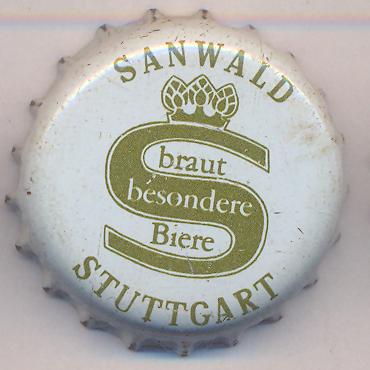 SANWALD
braut
besondere
Biere
STUTTGART